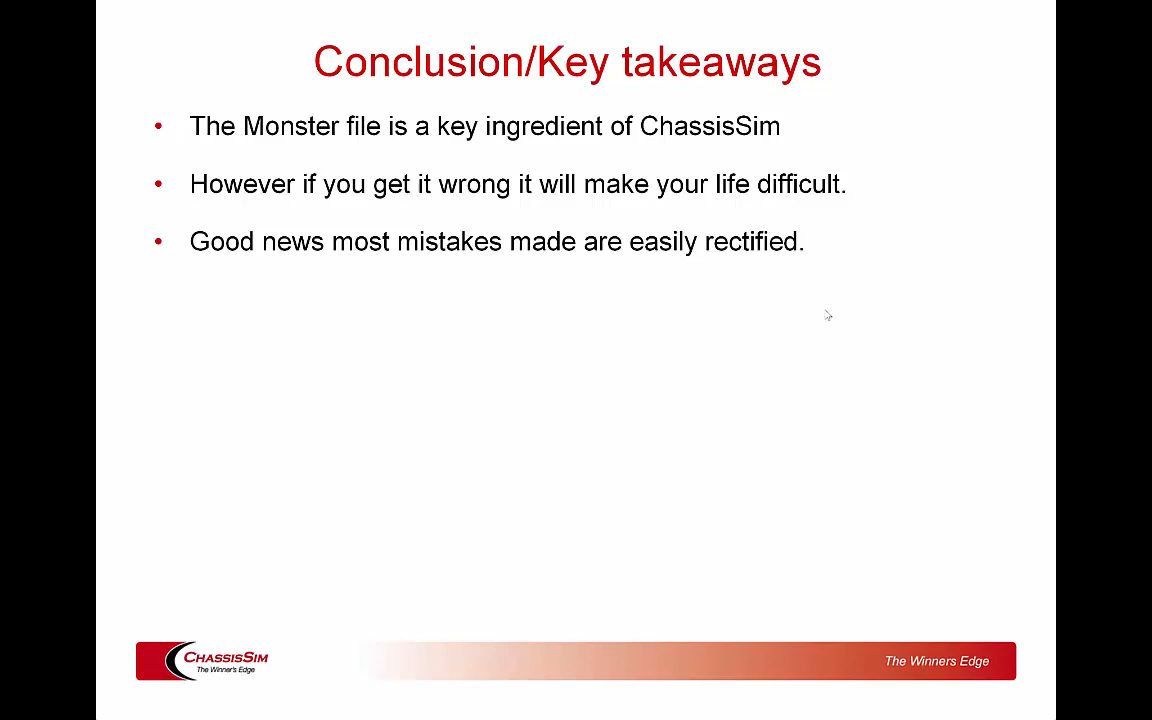 Conclusion/Key takeaways
• The Monster file is a key ingredient of ChassisSim
• However if you get it wrong it will make your life difficult.
• Good news most mistakes made are easily rectified.
CHASSISSIM
The Winner's Edge
The Winners Edge